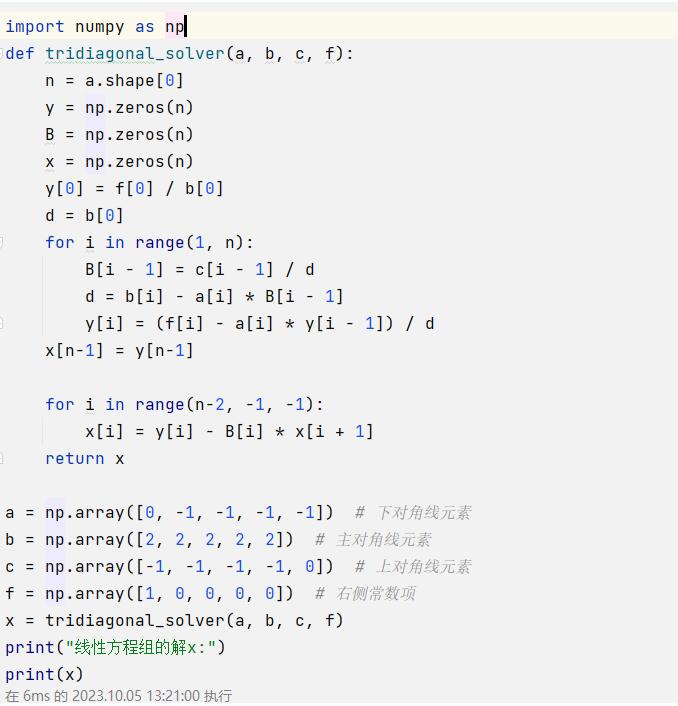 import numpy as np
def tridiagonal_solver(a, b, c, f):
    n = a.shape[0]
    y = np.zeros(n)
    B = np.zeros(n)
    x = np.zeros(n)
    y[0] = f[0] / b[0]
    d = b[0]
    for i in range(1, n):
        B[i - 1] = c[i - 1] / d
        d = b[i] - a[i] * B[i - 1]
        y[i] = (f[i] - a[i] * y[i - 1]) / d
    x[n-1] = y[n-1]

    for i in range(n-2, -1, -1):
        x[i] = y[i] - B[i] * x[i + 1]
    return x

a = np.array([0, -1, -1, -1, -1])  # 下对角线元素
b = np.array([2, 2, 2, 2, 2])  # 主对角线元素
c = np.array([-1, -1, -1, -1, 0])  # 上对角线元素
f = np.array([1, 0, 0, 0, 0])  # 右侧常数项
x = tridiagonal_solver(a, b, c, f)
print("线性方程组的解x:")
print(x)
在 6ms 的 2023.10.05 13:21:00 执行